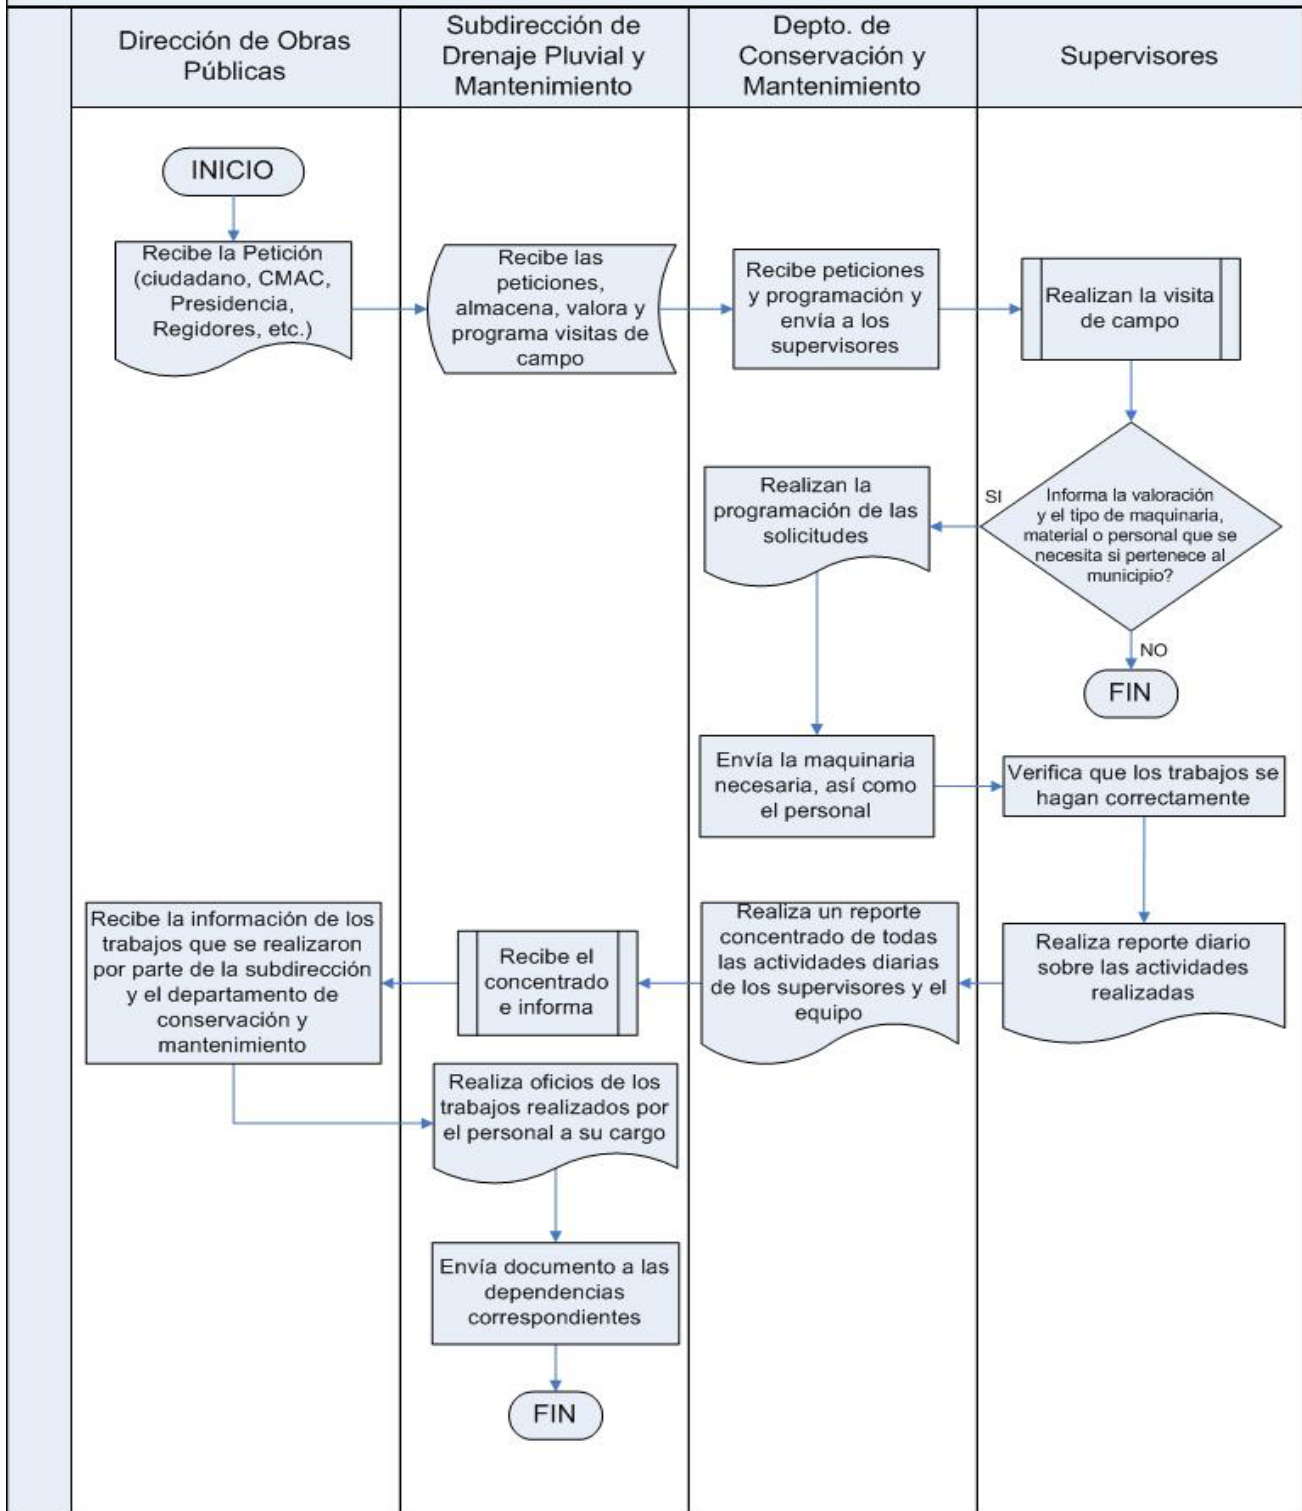 Dirección de Obras
Públicas
Subdirección de
Drenaje Pluvial y
Mantenimiento
Depto. de
Conservación y
Mantenimiento
Supervisores
INICIO
Recibe la Petición
(ciudadano, CMAC,
Presidencia,
Regidores, etc.)
Recibe las
peticiones,
almacena, valora y
programa visitas de
campo
Recibe peticiones
y programación y
envía a los
supervisores
Realizan la visita
de campo
Informa la valoración
y el tipo de maquinaria,
material o personal que se
necesita si pertenece al
municipio?
SI
NO
FIN
Realizan la
programación de las
solicitudes
Envía la maquinaria
necesaria, así como
el personal
Verifica que los trabajos se
hagan correctamente
Realiza reporte diario
sobre las actividades
realizadas
Realiza un reporte
concentrado de todas
las actividades diarias
de los supervisores y el
equipo
Recibe el
concentrado
e informa
Recibe la información de los
trabajos que se realizaron
por parte de la subdirección
y el departamento de
conservación y
mantenimiento
Realiza oficios de los
trabajos realizados por
el personal a su cargo
Envía documento a las
dependencias
correspondientes
FIN